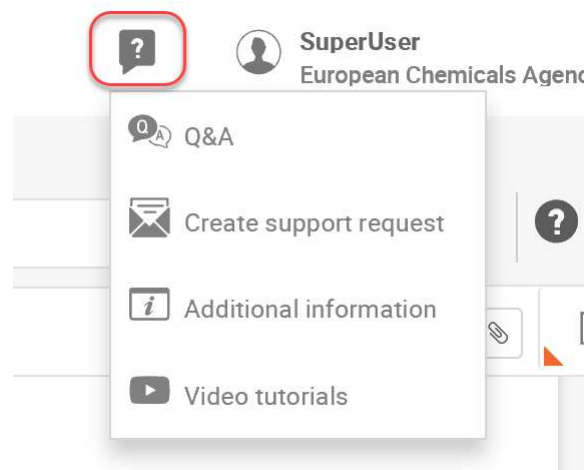 SuperUser
European Chemicals Agenc
Q&A
Create support request
Additional information
Video tutorials